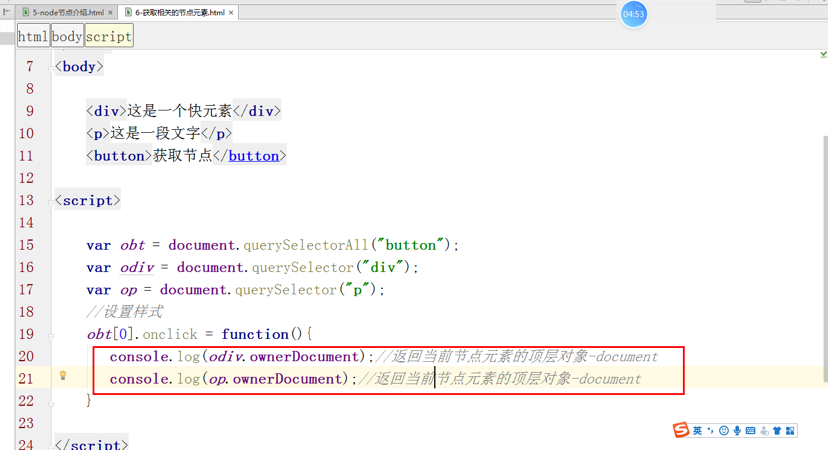 5-node节点介绍.html × 6-获取相关的节点元素.html ×
04:53
html body script
7 <body>
8
9 <div>这是一个快元素</div>
10 <p>这是一段文字</p>
11 <button>获取节点</button>
12
13 <script>
14
15 var obt = document.querySelectorAll("button");
16 var odiv = document.querySelector("div");
17 var op = document.querySelector("p");
18 //设置样式
19 obt[0].onclick = function(){
20 console.log(odiv.ownerDocument);//返回当前节点元素的顶层对象-document
21 console.log(op.ownerDocument);//返回当前节点元素的顶层对象-document
22 }
23
24 </script>
S 英